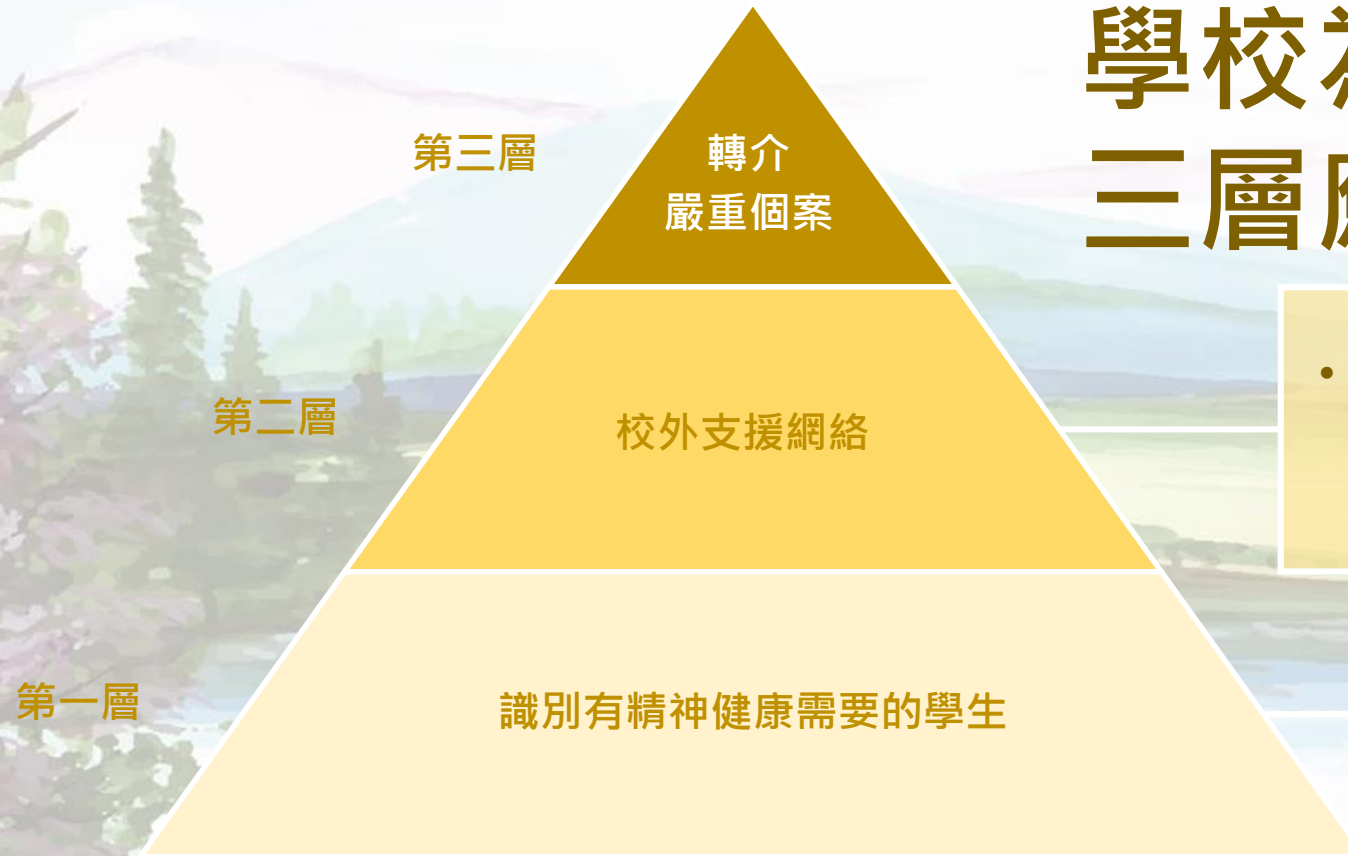 學校
三層
第三層
轉介
嚴重個案
第二層
校外支援網絡
•
第一層
識別有精神健康需要的學生